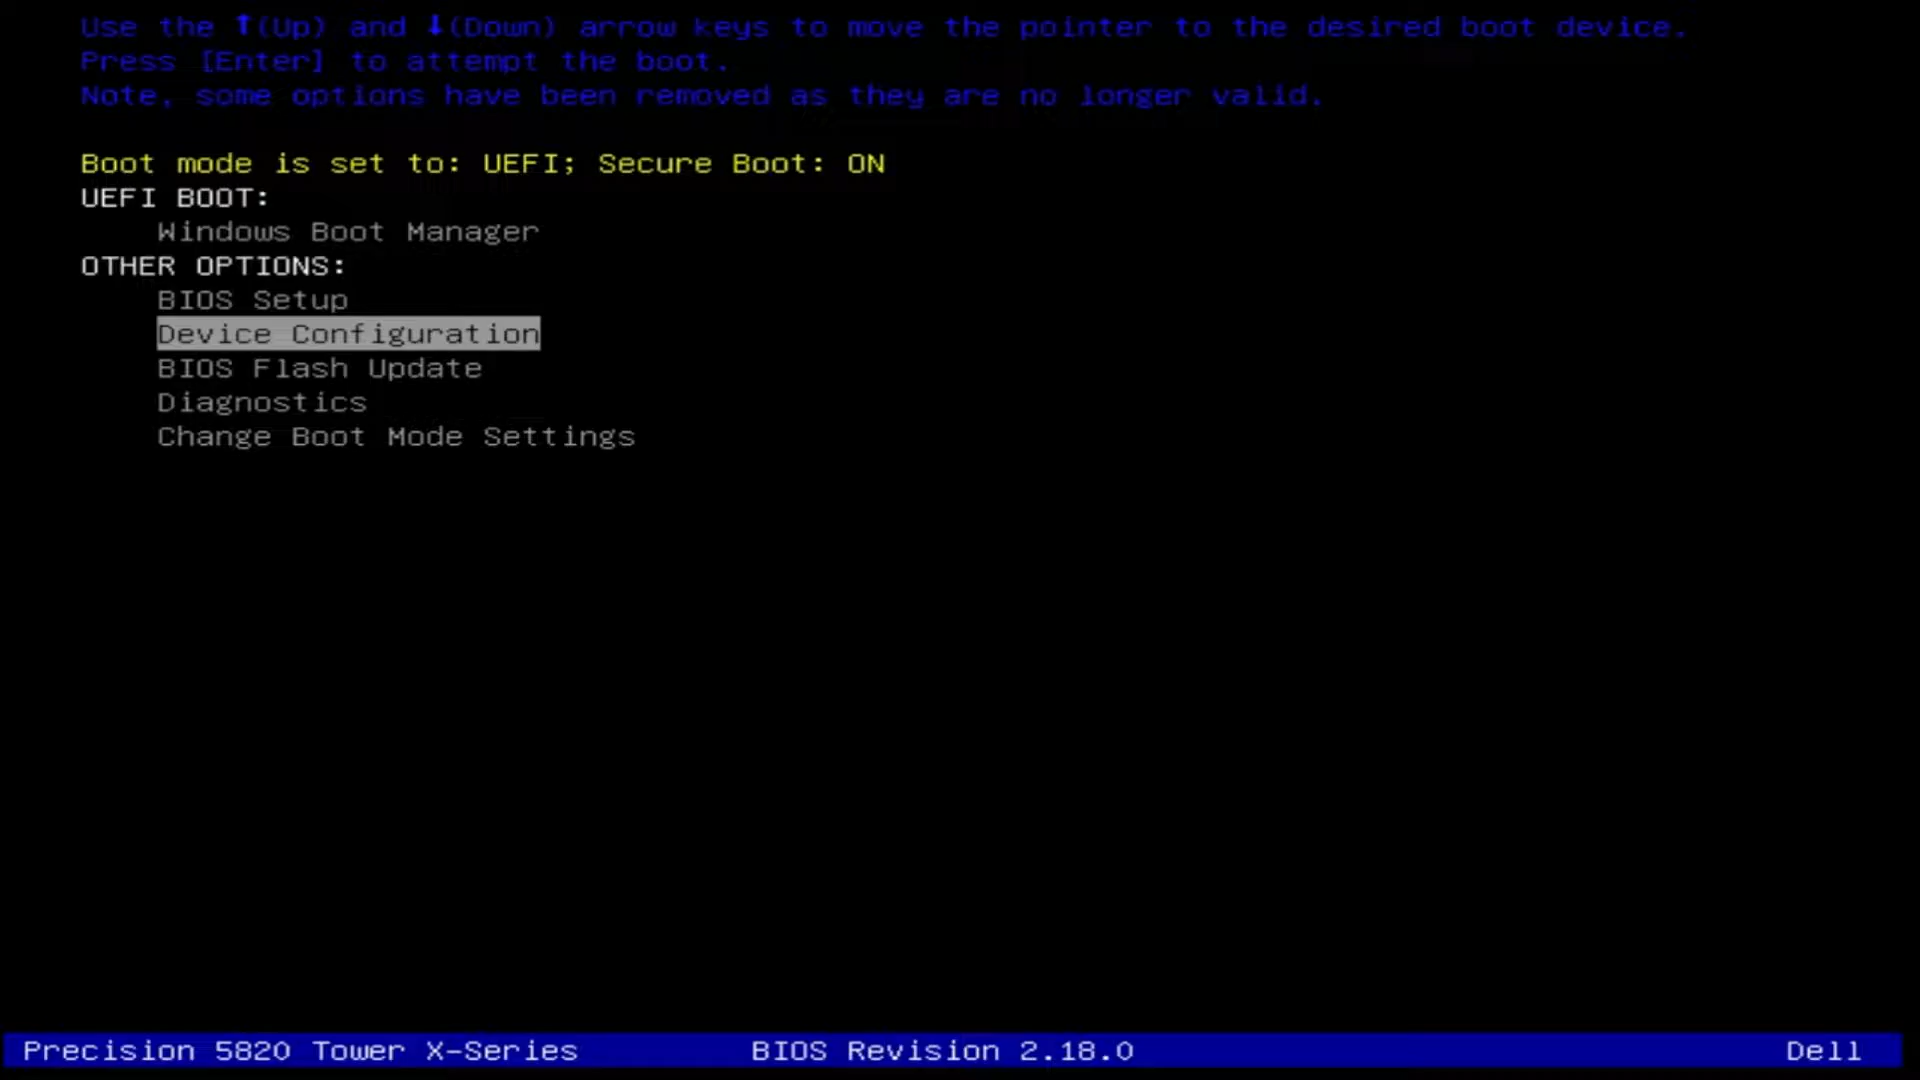 Use the ↑(Up) and ↓(Down) arrow keys to move the pointer to the desired boot device.
Press [Enter] to attempt the boot.
Note, some options have been removed as they are no longer valid.
Boot mode is set to: UEFI; Secure Boot: ON
UEFI BOOT:
Windows Boot Manager
OTHER OPTIONS:
BIOS Setup
Device Configuration
BIOS Flash Update
Diagnostics
Change Boot Mode Settings
Precision 5820 Tower X-Series BIOS Revision 2.18.0 Dell